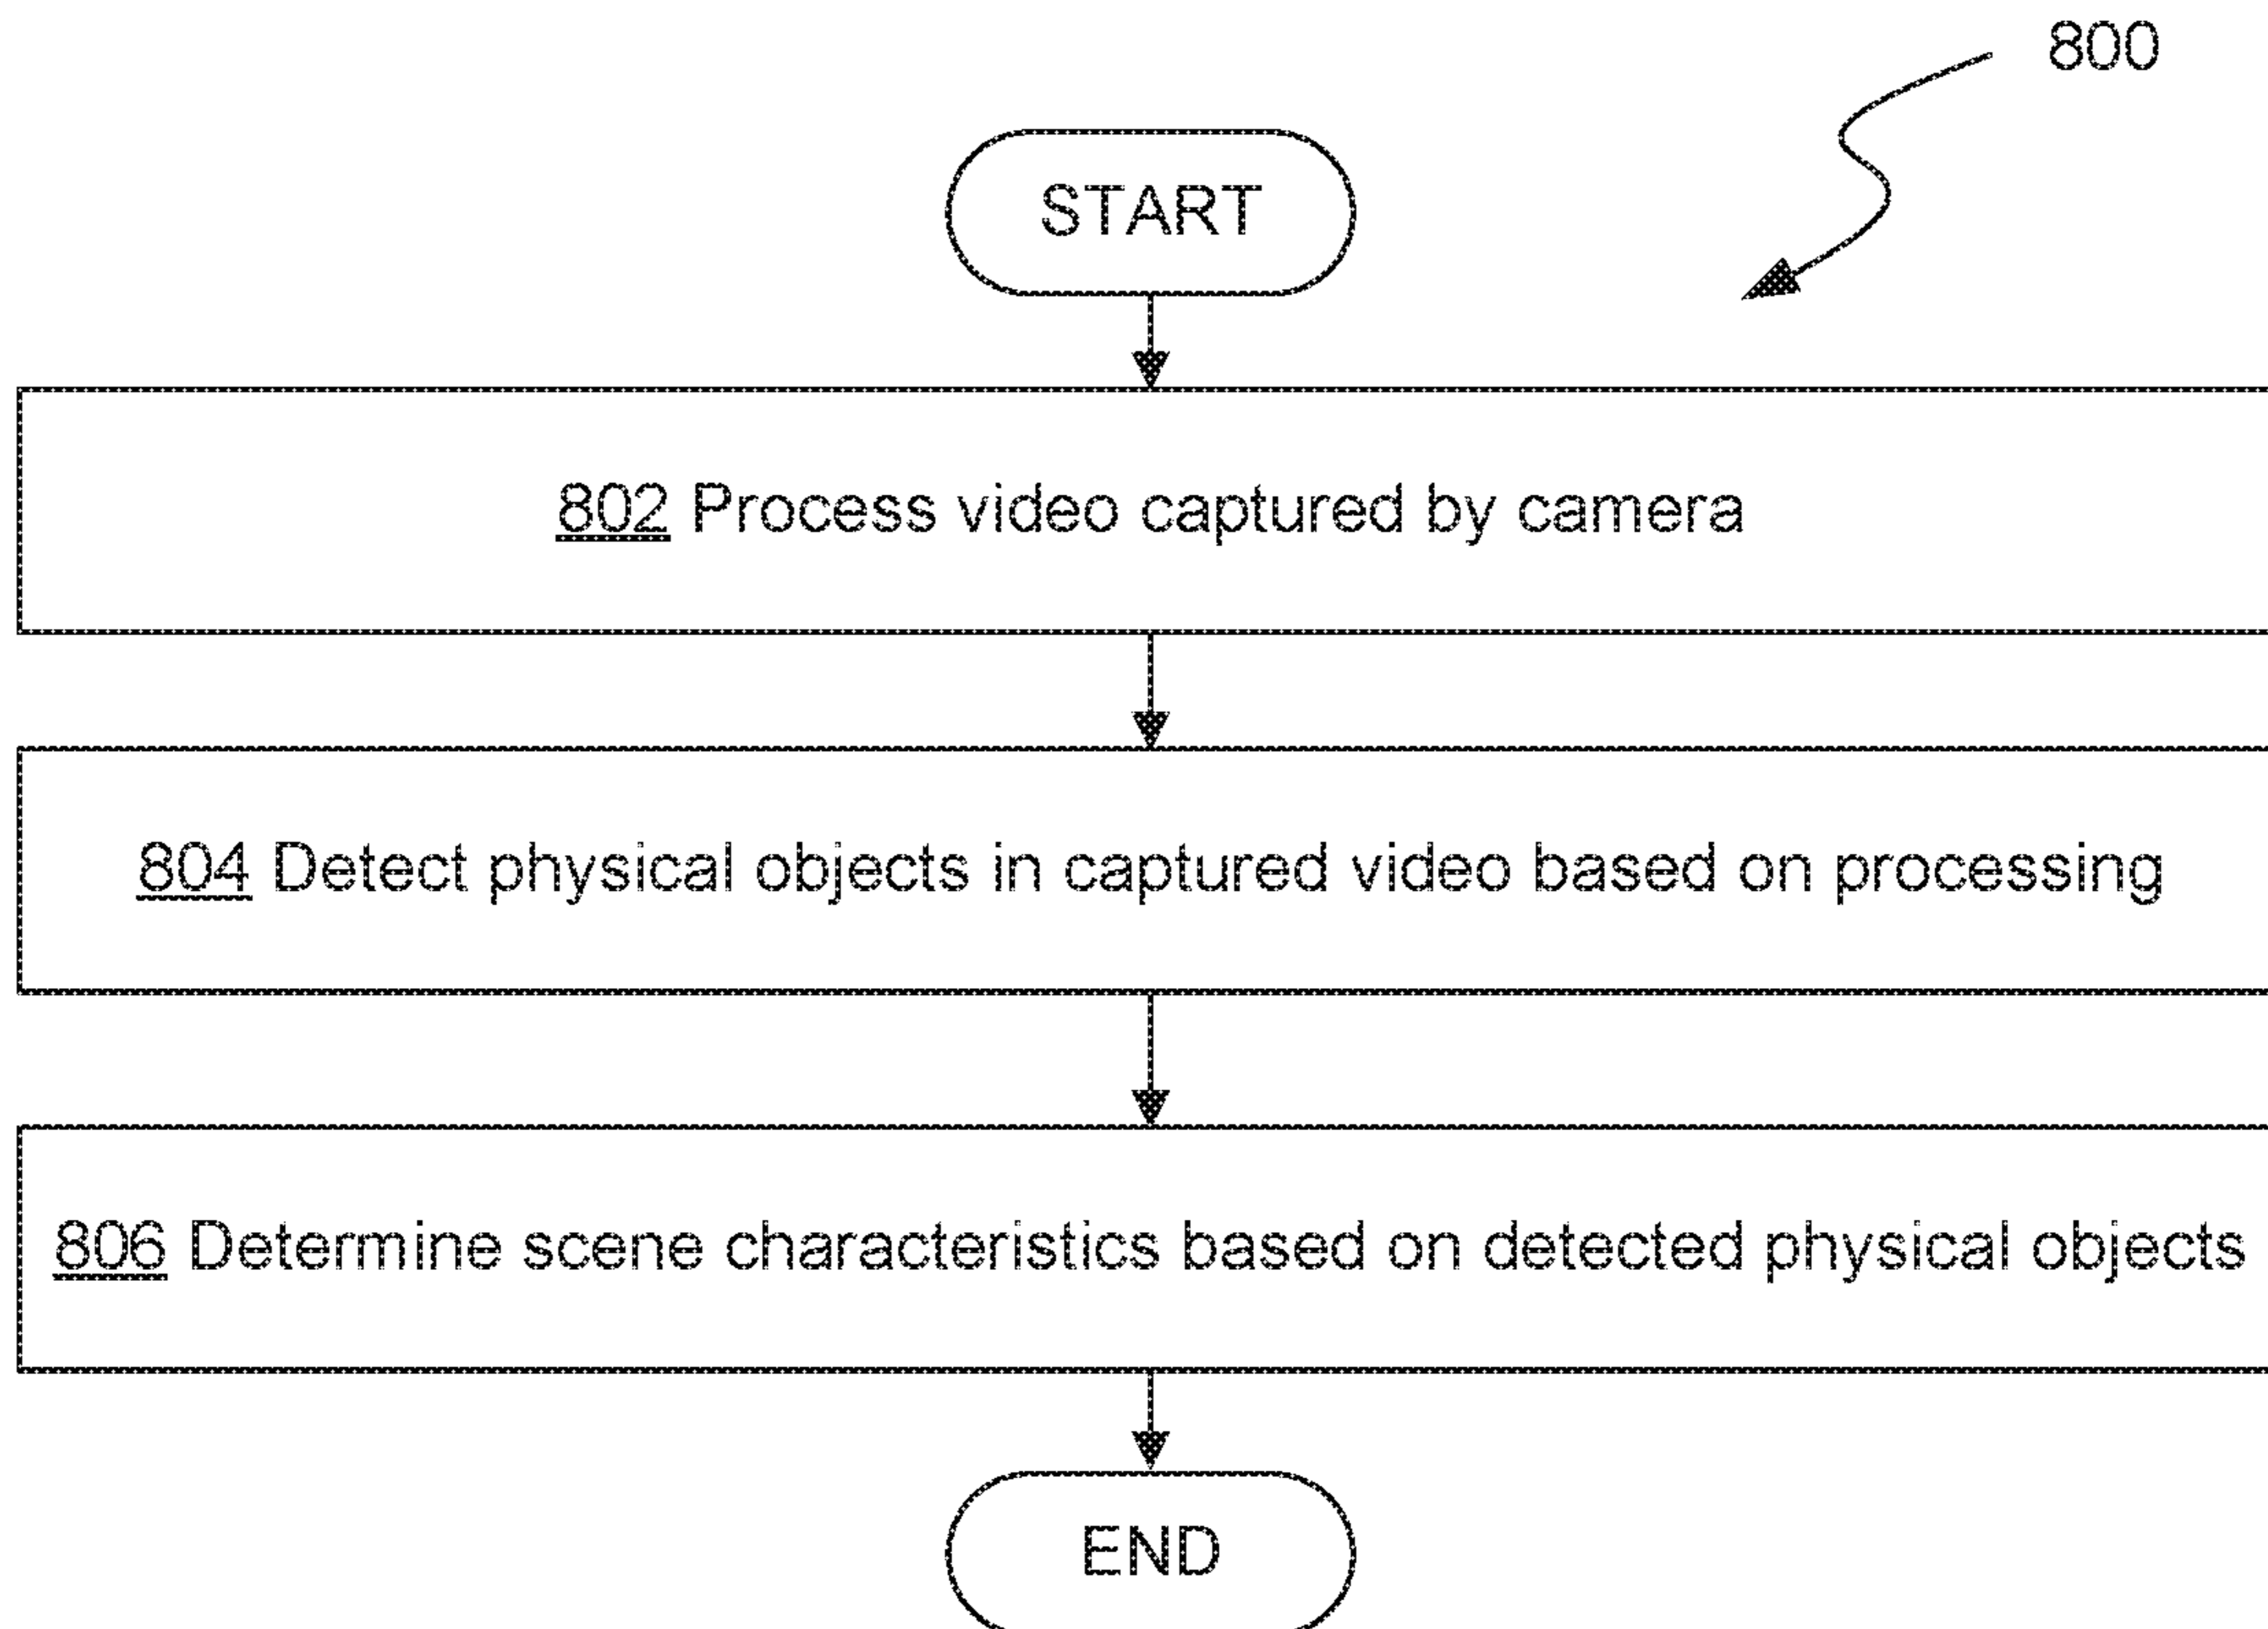 800
START
802 Process video captured by camera
804 Detect physical objects in captured video based on processing
806 Determine scene characteristics based on detected physical objects
END